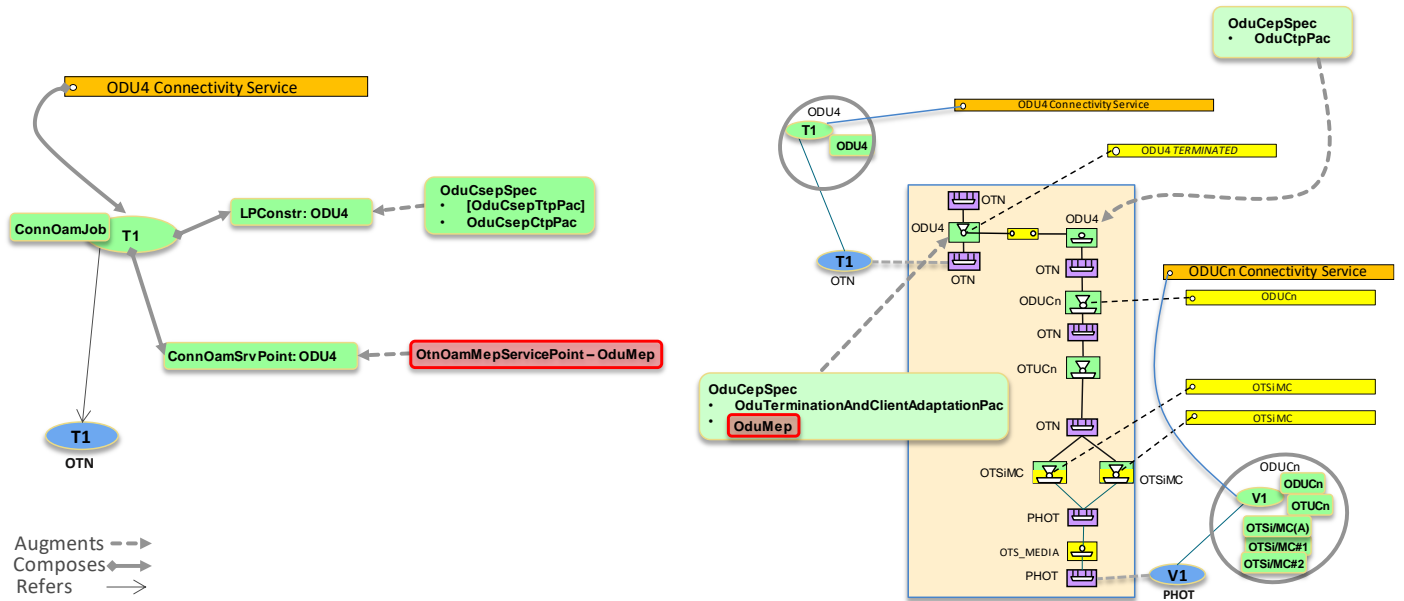 ODU4 Connectivity Service
ConnOamJob
T1
LPConstr: ODU4
OduCsepSpec
• [OduCsepTtpPac]
• OduCsepCtpPac
ConnOamSrvPoint: ODU4
OtnOamMepServicePoint – OduMep
T1
OTN
Augments
Composes
Refers
OduCepSpec
• OduCtpPac
ODU4
T1
ODU4
ODU4 Connectivity Service
ODU4 TERMINATED
OTN
ODU4
ODU4
T1
OTN
OTN
OTN
ODUCn Connectivity Service
ODUCn
ODUCn
OTN
OTUCn
OduCepSpec
• OduTerminationAndClientAdaptationPac
• OduMep
OTSiMC
OTSiMC
OTN
OTSiMC
OTSiMC
ODUCn
V1
ODUCn
OTUCn
OTSi/MC(A)
OTSi/MC#1
OTSi/MC#2
PHOT
OTS_MEDIA
PHOT
V1
PHOT